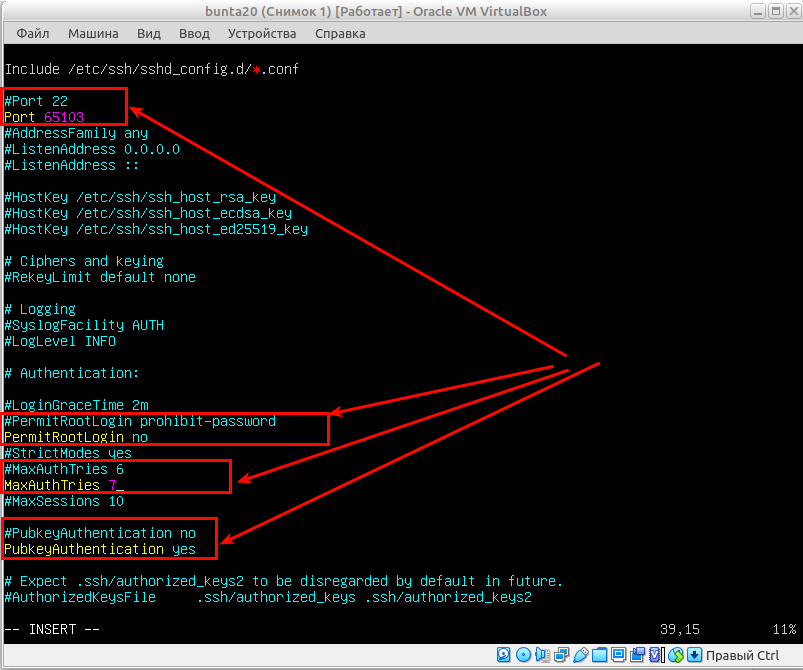 bunta20 (Снимок 1) [Работает] - Oracle VM VirtualBox
Файл Машина Вид Ввод Устройства Справка
Include /etc/ssh/sshd_config.d/*.conf
#Port 22
Port 65103
#AddressFamily any
#ListenAddress 0.0.0.0
#ListenAddress ::
#HostKey /etc/ssh/ssh_host_rsa_key
#HostKey /etc/ssh/ssh_host_ecdsa_key
#HostKey /etc/ssh/ssh_host_ed25519_key
# Ciphers and keying
#RekeyLimit default none
# Logging
#SyslogFacility AUTH
#LogLevel INFO
# Authentication:
#LoginGraceTime 2m
#PermitRootLogin prohibit-password
PermitRootLogin no
#StrictModes yes
#MaxAuthTries 6
MaxAuthTries 7_
#MaxSessions 10
#PubkeyAuthentication no
PubkeyAuthentication yes
# Expect .ssh/authorized_keys2 to be disregarded by default in future.
#AuthorizedKeysFile .ssh/authorized_keys .ssh/authorized_keys2
-- INSERT -- 39,15 11%
Правый Ctrl